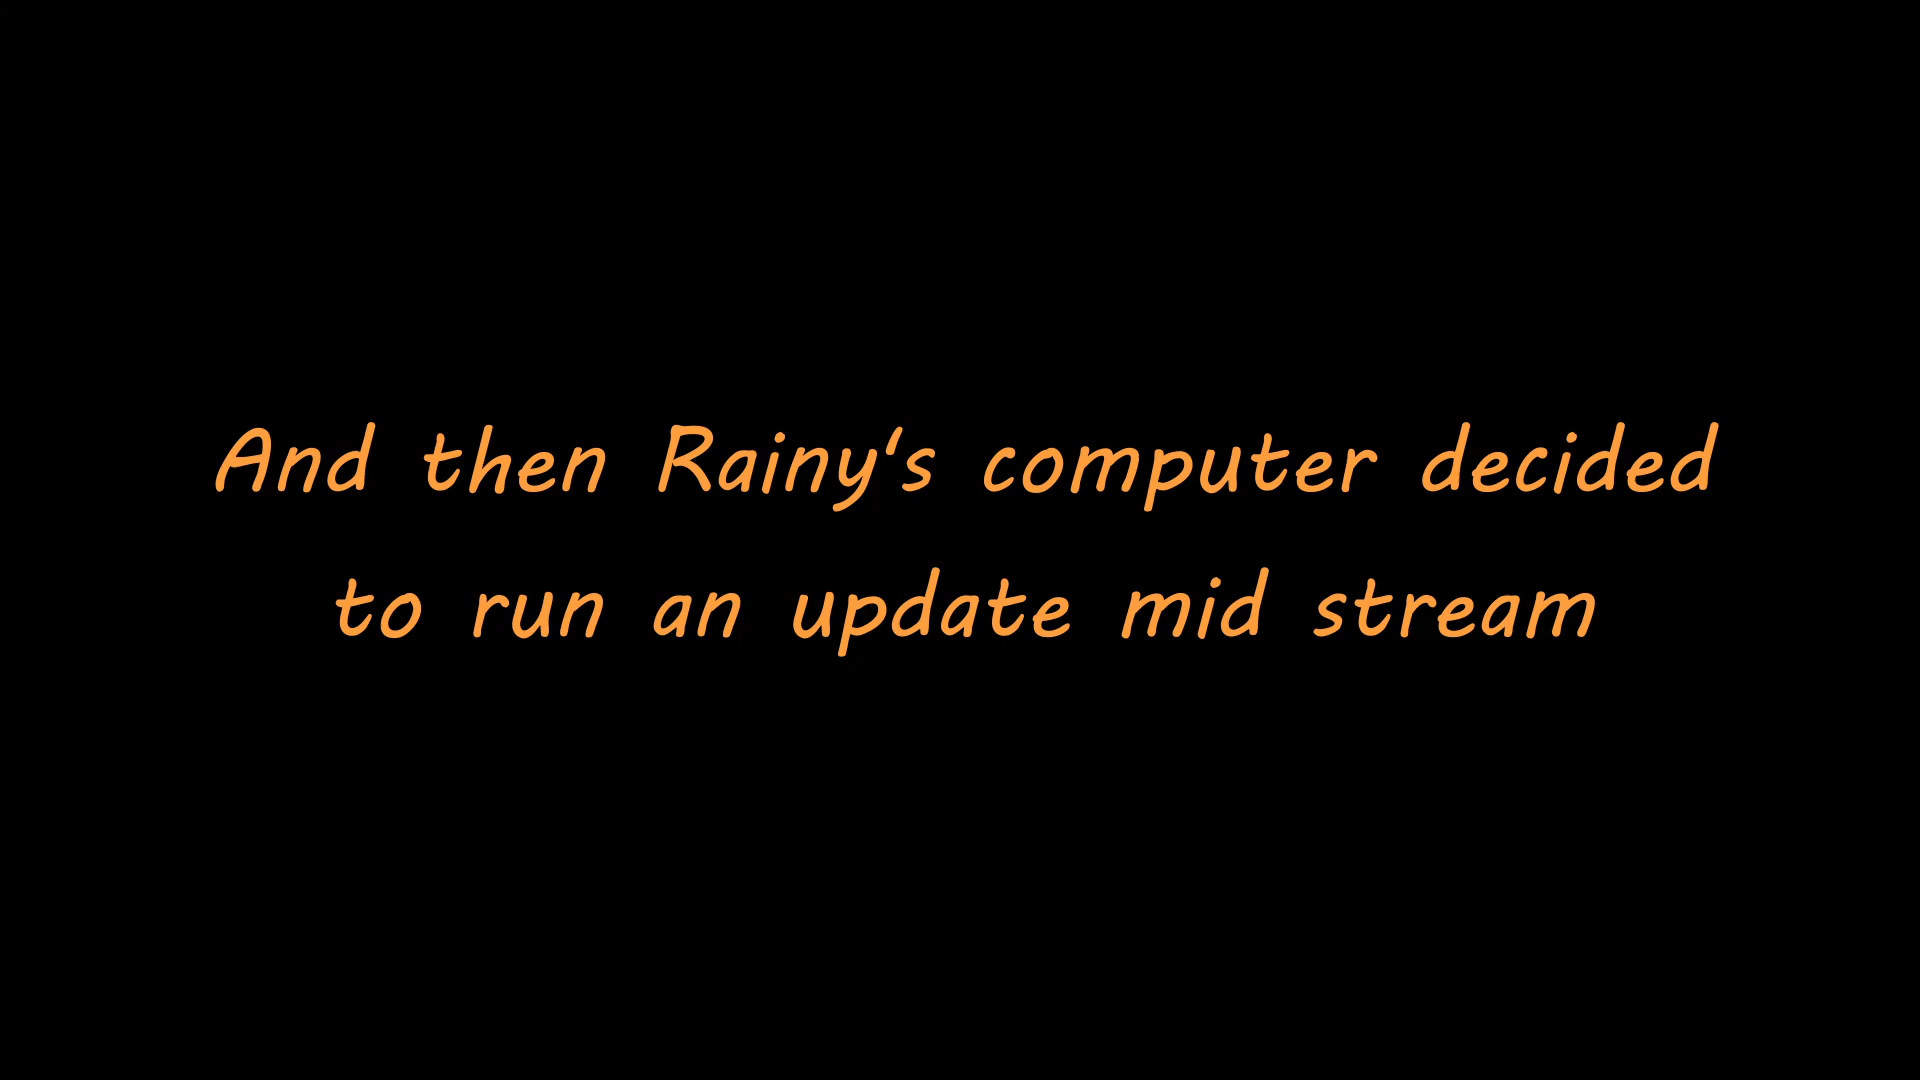 And then Rainy's computer decided
to run an update mid stream